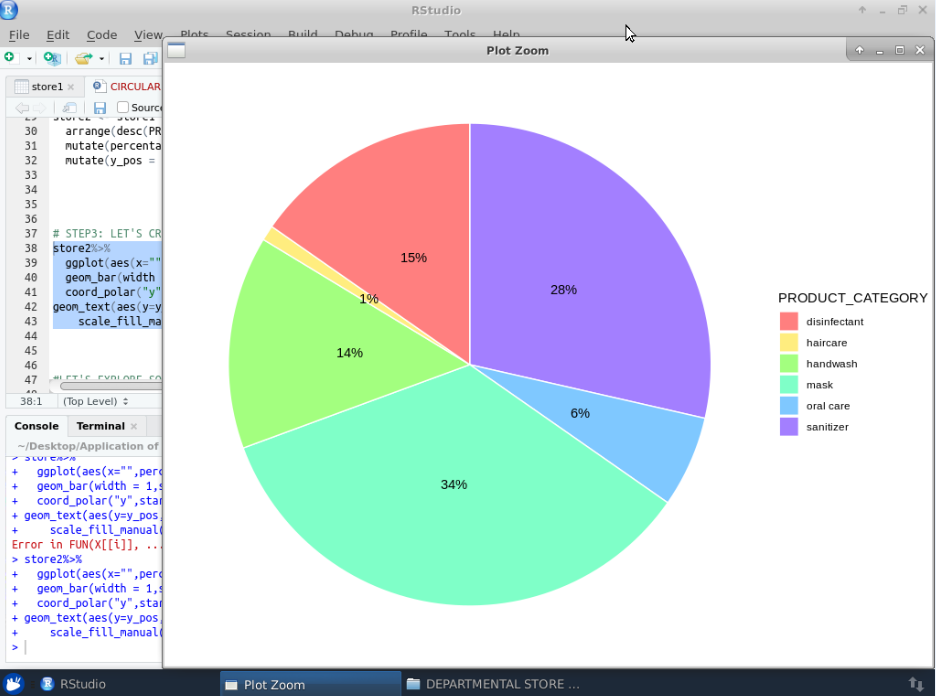 RStudio
File Edit Code View Plots Session Build Debug Profile Tools Help
Plot Zoom
store1 × CIRCULAR
Source
29 store2 <- store1
30 arrange(desc(PR
31 mutate(percenta
32 mutate(y_pos =
33
34
35
36
37 # STEP3: LET'S CR
38 store2%>%
39 ggplot(aes(x=""
40 geom_bar(width
41 coord_polar("y"
42 geom_text(aes(y=y
43 scale_fill_ma
44
45
46
47 #LET'S EXPLORE SO
38:1 (Top Level)
Console Terminal ×
~/Desktop/Application of
> store%>%
+ ggplot(aes(x="",perc
+ geom_bar(width = 1,s
+ coord_polar("y",star
+ geom_text(aes(y=y_pos,
+ scale_fill_manual(
Error in FUN(X[[i]], ...
> store2%>%
+ ggplot(aes(x="",perc
+ geom_bar(width = 1,s
+ coord_polar("y",star
+ geom_text(aes(y=y_pos,
+ scale_fill_manual(
>
15%
28%
1%
14%
6%
34%
PRODUCT_CATEGORY
disinfectant
haircare
handwash
mask
oral care
sanitizer
RStudio Plot Zoom DEPARTMENTAL STORE ...